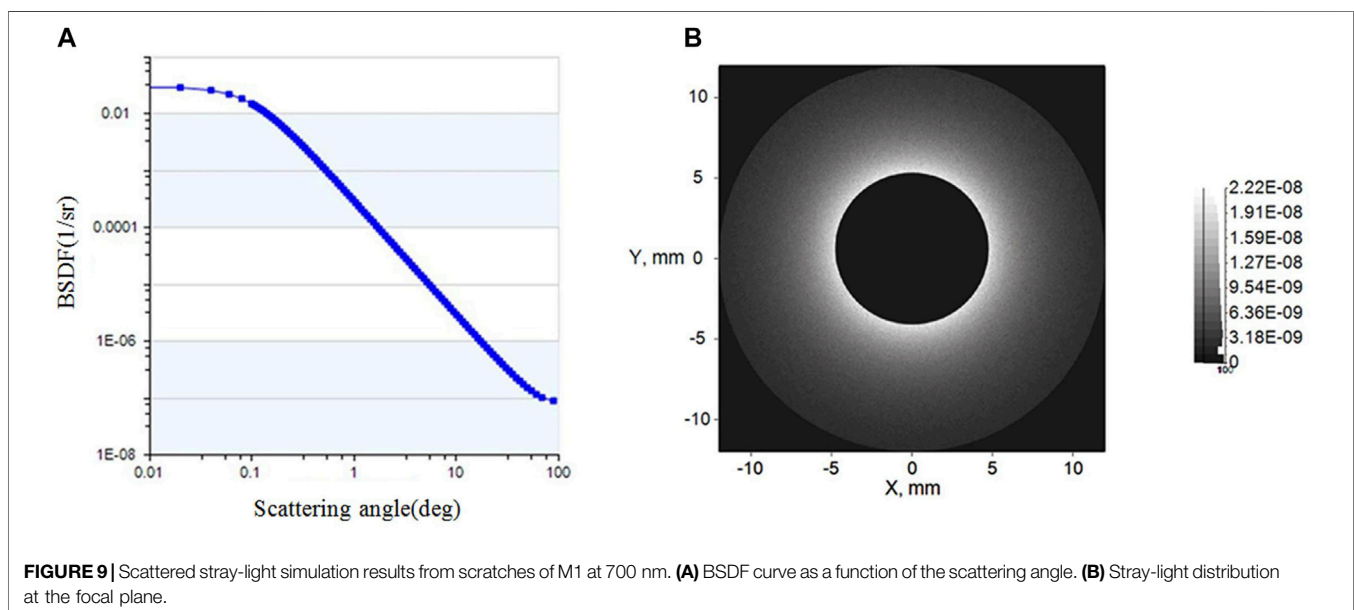 A
B
BSDF(1/sr)
0.01
0.0001
1E-06
1E-08
0.01 0.1 1 10 100
Scattering angle(deg)
10
5
Y, mm 0
-5
-10
-10 -5 0 5 10
X, mm
2.22E-08
1.91E-08
1.59E-08
1.27E-08
9.54E-09
6.36E-09
3.18E-09
0
FIGURE 9 | Scattered stray-light simulation results from scratches of M1 at 700 nm. (A) BSDF curve as a function of the scattering angle. (B) Stray-light distribution
at the focal plane.